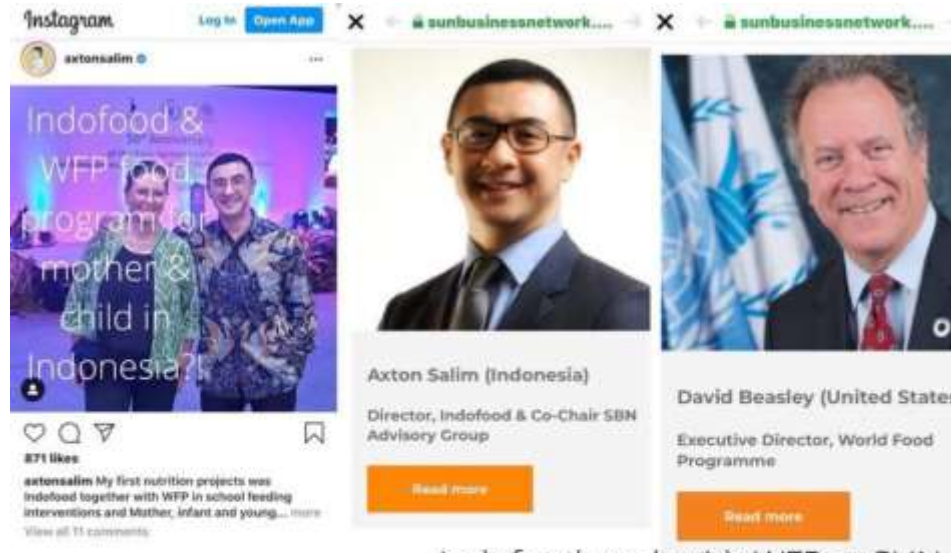 Instagram
Log In
Open App
axtonsalim
Indofood &
WFP food
program for
mother &
child in
Indonesia?!
871 likes
axtonsalim My first nutrition projects was
Indofood together with WFP in school feeding
interventions and Mother, infant and young... more
View all 11 comments
sunbusinessnetwork....
Axton Salim (Indonesia)
Director, Indofood & Co-Chair SBN
Advisory Group
Read more
sunbusinessnetwork....
David Beasley (United States
Executive Director, World Food
Programme
Read more